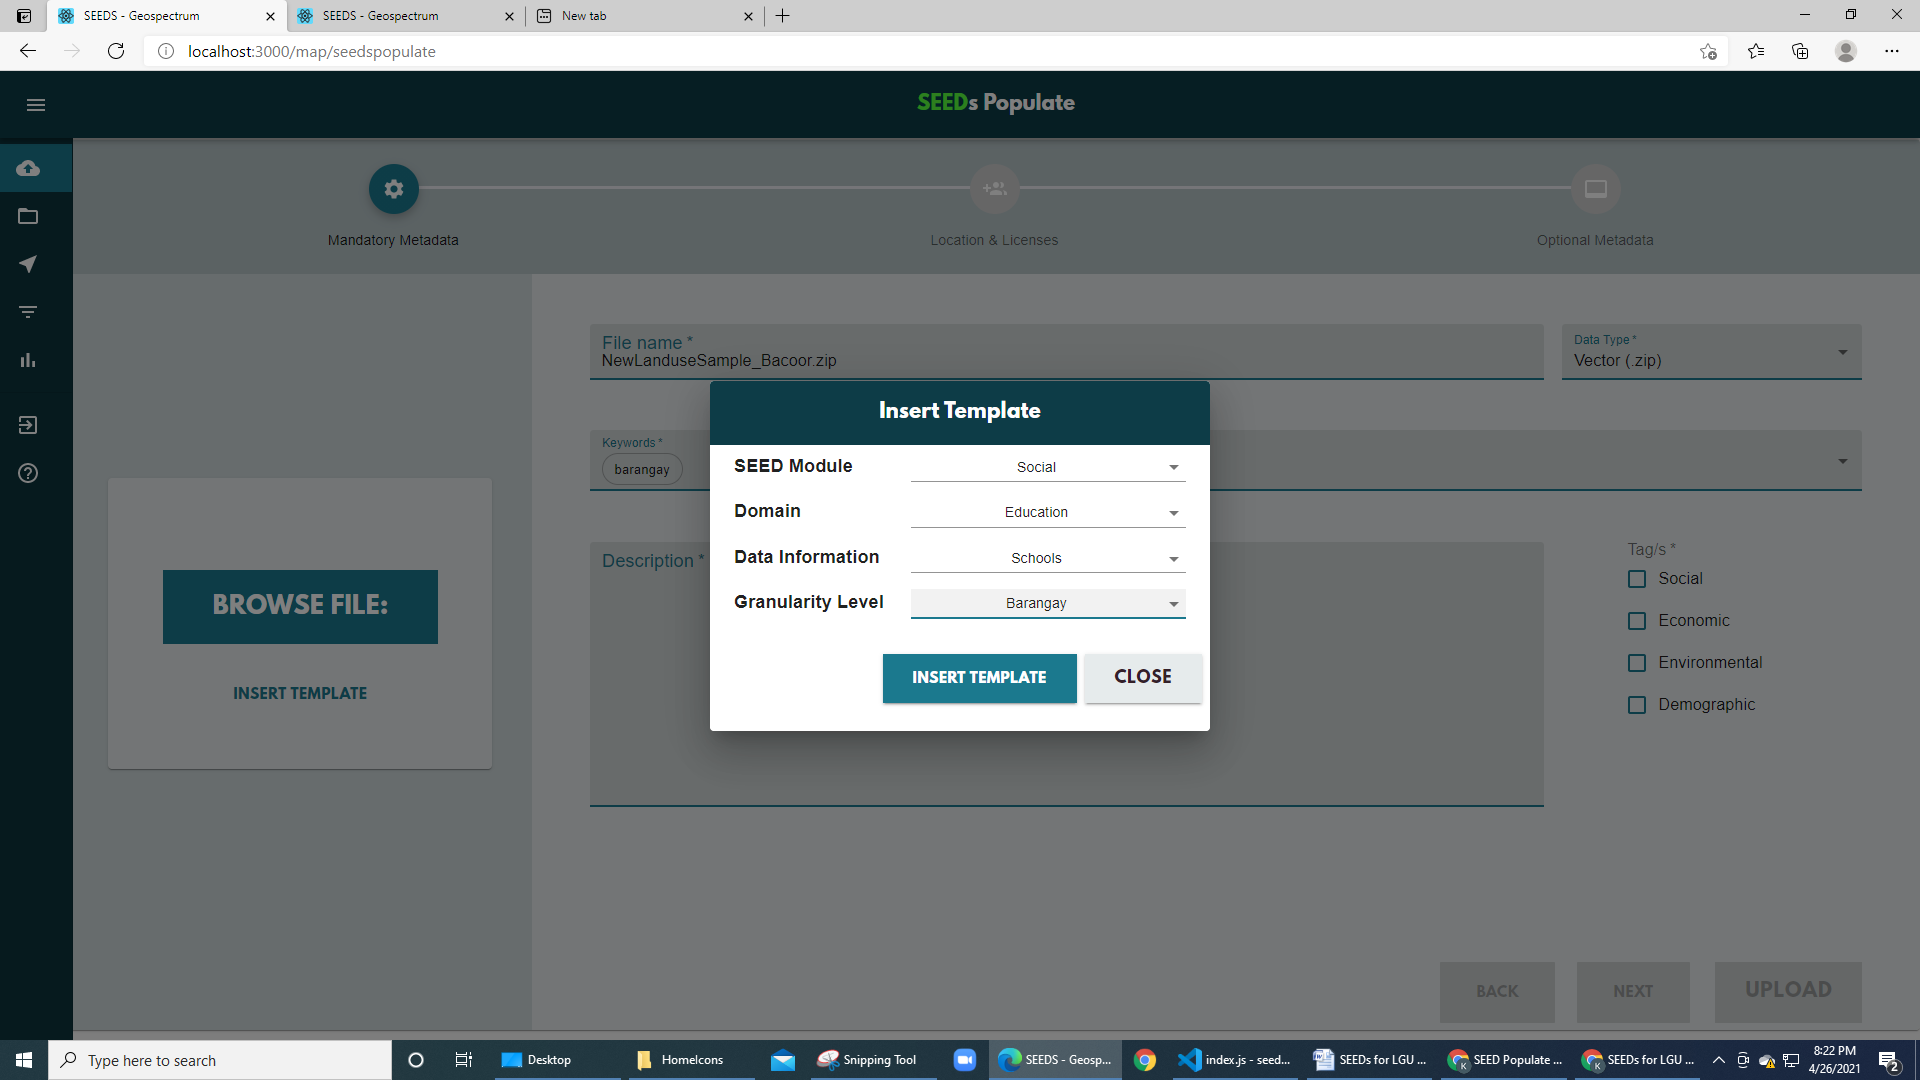 SEEDS - Geospectrum
SEEDS - Geospectrum
New tab
localhost:3000/map/seedspopulate
SEEDs Populate
Mandatory Metadata
Location & Licenses
Optional Metadata
File name *
NewLanduseSample_Bacoor.zip
Data Type *
Vector (.zip)
Keywords *
barangay
Insert Template
SEED Module
Social
Domain
Education
Data Information
Schools
Granularity Level
Barangay
INSERT TEMPLATE
CLOSE
BROWSE FILE:
INSERT TEMPLATE
Description *
Tag/s *
Social
Economic
Environmental
Demographic
BACK
NEXT
UPLOAD
Type here to search
Desktop
HomeIcons
Snipping Tool
SEEDS - Geosp...
index.js - seed...
SEEDs for LGU ...
SEED Populate ...
SEEDs for LGU ...
8:22 PM
4/26/2021
2